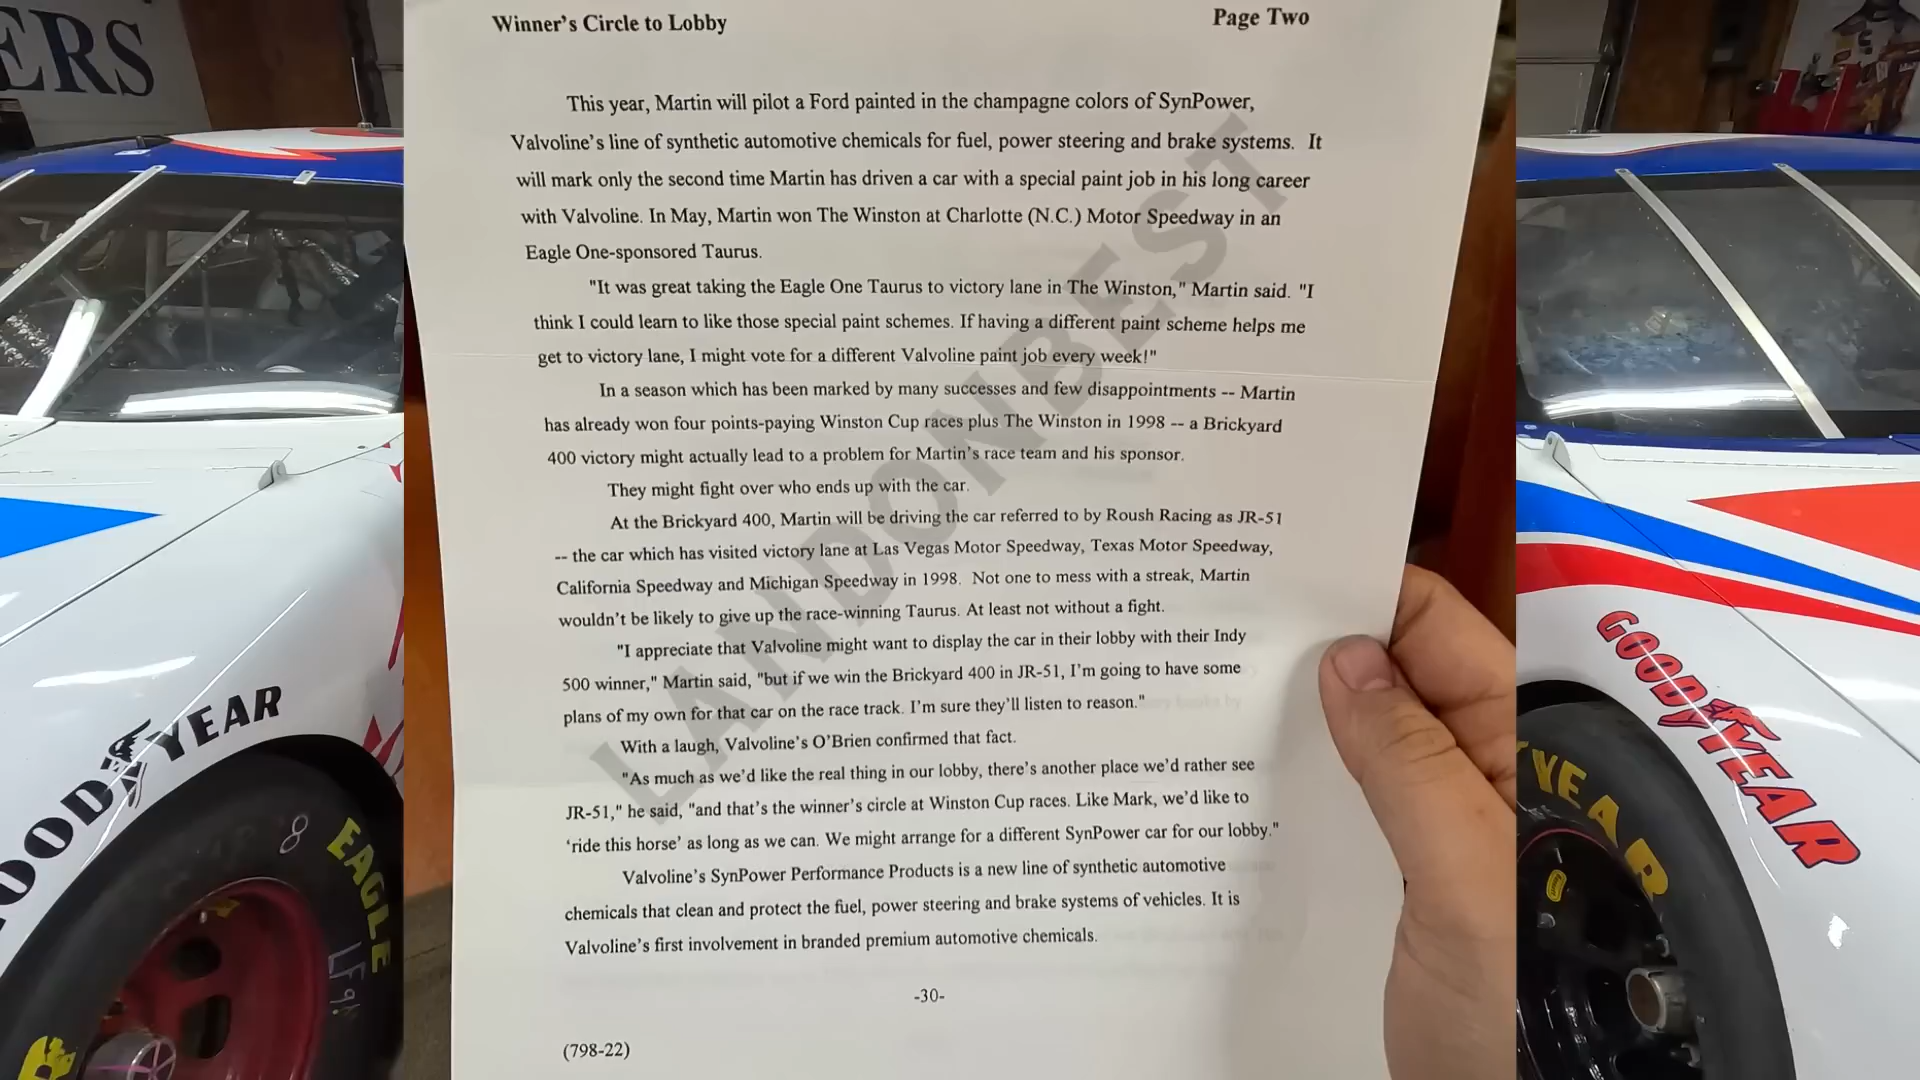 ERS
Winner's Circle to Lobby
Page Two
This year, Martin will pilot a Ford painted in the champagne colors of SynPower,
Valvoline's line of synthetic automotive chemicals for fuel, power steering and brake systems. It
will mark only the second time Martin has driven a car with a special paint job in his long career
with Valvoline. In May, Martin won The Winston at Charlotte (N.C.) Motor Speedway in an
Eagle One-sponsored Taurus.
"It was great taking the Eagle One Taurus to victory lane in The Winston," Martin said. "I
think I could learn to like those special paint schemes. If having a different paint scheme helps me
get to victory lane, I might vote for a different Valvoline paint job every week!"
In a season which has been marked by many successes and few disappointments -- Martin
has already won four points-paying Winston Cup races plus The Winston in 1998 -- a Brickyard
400 victory might actually lead to a problem for Martin's race team and his sponsor.
They might fight over who ends up with the car.
At the Brickyard 400, Martin will be driving the car referred to by Roush Racing as JR-51
-- the car which has visited victory lane at Las Vegas Motor Speedway, Texas Motor Speedway,
California Speedway and Michigan Speedway in 1998. Not one to mess with a streak, Martin
wouldn't be likely to give up the race-winning Taurus. At least not without a fight.
"I appreciate that Valvoline might want to display the car in their lobby with their Indy
500 winner," Martin said, "but if we win the Brickyard 400 in JR-51, I'm going to have some
plans of my own for that car on the race track. I'm sure they'll listen to reason."
With a laugh, Valvoline's O'Brien confirmed that fact.
"As much as we'd like the real thing in our lobby, there's another place we'd rather see
JR-51," he said, "and that's the winner's circle at Winston Cup races. Like Mark, we'd like to
'ride this horse' as long as we can. We might arrange for a different SynPower car for our lobby."
Valvoline's SynPower Performance Products is a new line of synthetic automotive
chemicals that clean and protect the fuel, power steering and brake systems of vehicles. It is
Valvoline's first involvement in branded premium automotive chemicals.
-30-
(798-22)
LANDONBEST
OOD YEAR
8
EAGLE
R
GOOD YEAR
YEAR